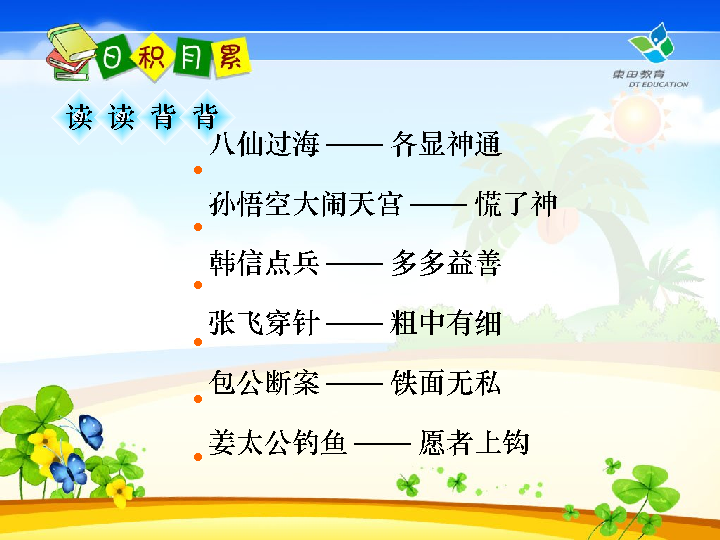 日积月累
東田教育
DT EDUCATION
读读背背
八仙过海 —— 各显神通
孙悟空大闹天宫 —— 慌了神
韩信点兵 —— 多多益善
张飞穿针 —— 粗中有细
包公断案 —— 铁面无私
姜太公钓鱼 —— 愿者上钩